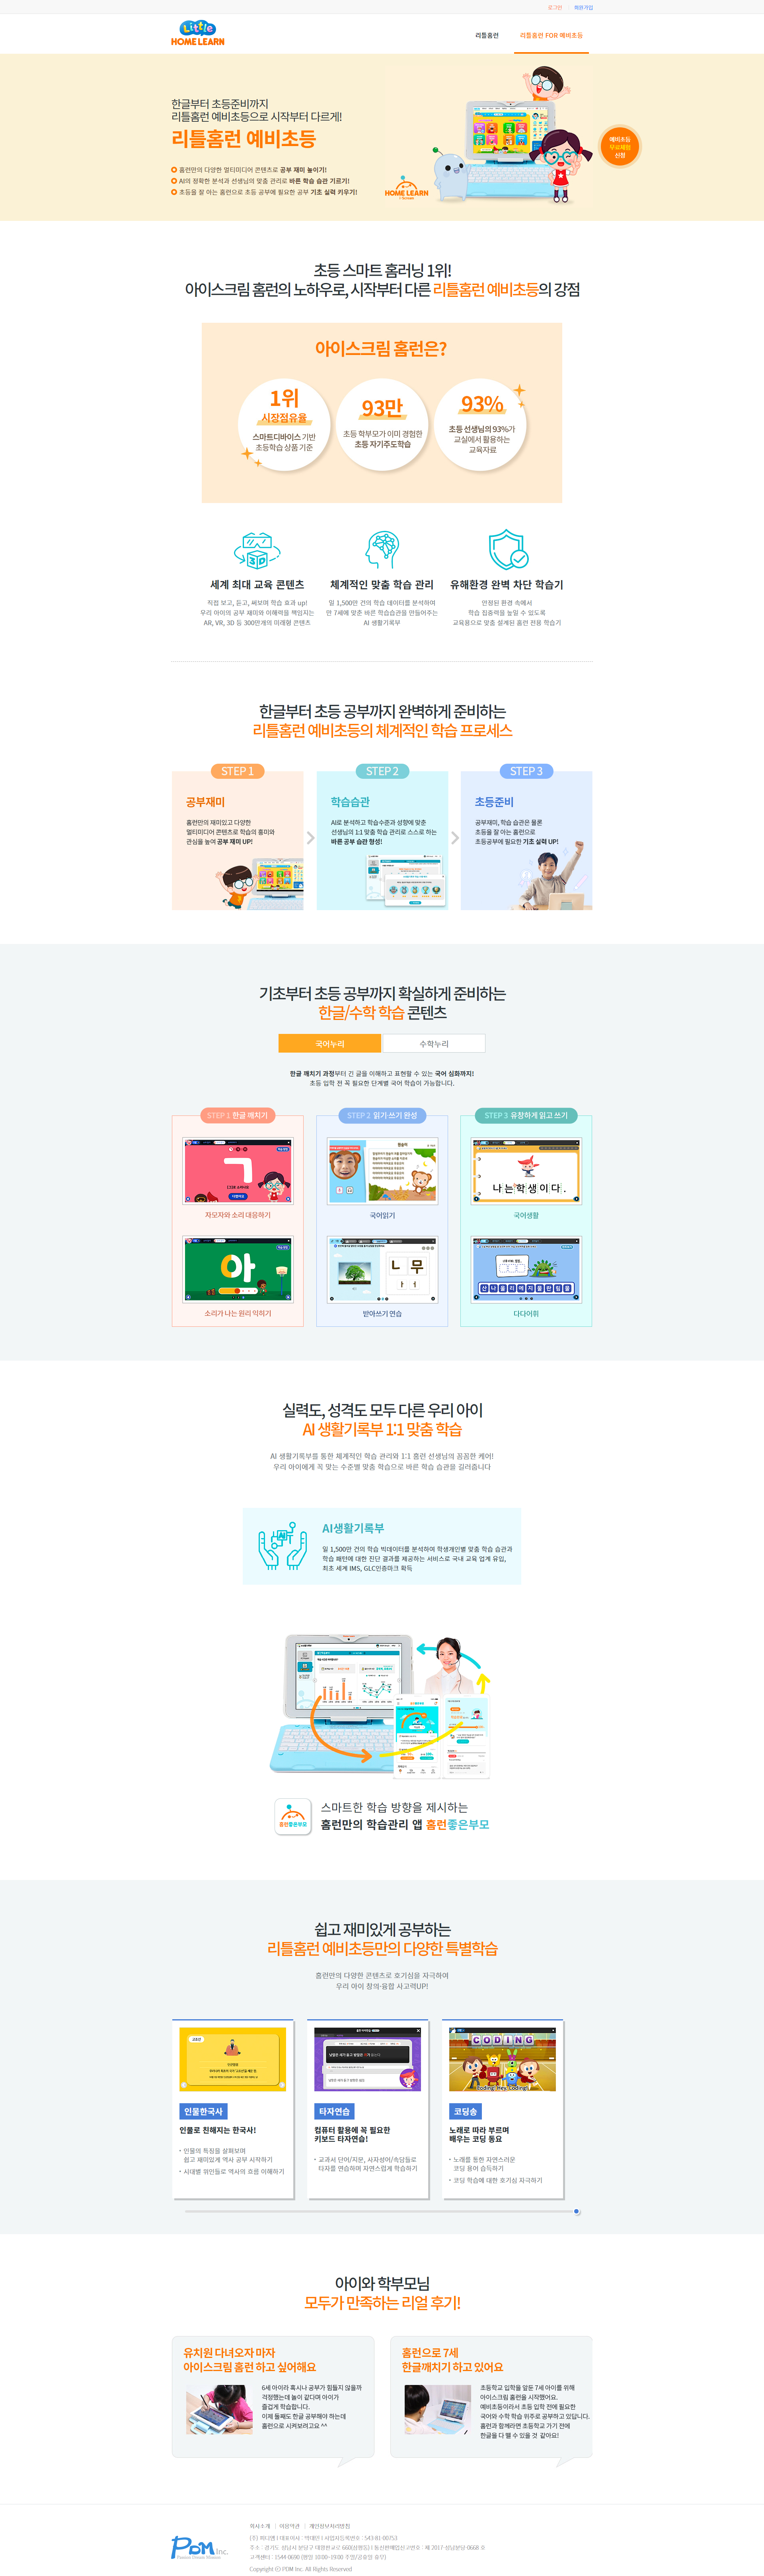 로그인
회원가입
Little
HOME LEARN
리틀홈런
리틀홈런 FOR 예비초등
한글부터 초등준비까지
리틀홈런 예비초등으로 시작부터 다르게!
리틀홈런 예비초등
홈런만의 다양한 멀티미디어 콘텐츠로 공부 재미 높이기!
AI의 정확한 분석과 선생님의 맞춤 관리로 바른 학습 습관 기르기!
초등을 잘 하는 홈런으로 초등 공부에 필요한 공부 기초 실력 키우기!
HOME LEARN
예비초등
무료체험
신청
초등 스마트 홈러닝 1위!
아이스크림 홈런의 노하우로, 시작부터 다른 리틀홈런 예비초등의 강점
아이스크림 홈런은?
1위
시장점유율
스마트디바이스 기반
초등학습 상품 기준
93만
초등 학부모가 이미 경험한
초등 자기주도학습
93%
초등 선생님의 93%가
교실에서 활용하는
교육자료
세계 최대 교육 콘텐츠
직접 보고, 듣고, 써보며 학습 효과 up!
우리 아이의 공부 재미와 이해력을 책임지는
AR, VR, 3D 등 300만개의 미래형 콘텐츠
체계적인 맞춤 학습 관리
일 1,500만 건의 학습 데이터를 분석하여
만 7세에 맞춘 바른 학습습관을 만들어주는
AI 생활기록부
유해환경 완벽 차단 학습기
안정된 환경 속에서
학습 집중력을 높일 수 있도록
교육용으로 맞춤 설계된 홈런 전용 학습기
한글부터 초등 공부까지 완벽하게 준비하는
리틀홈런 예비초등의 체계적인 학습 프로세스
STEP 1
공부재미
홈런만의 재미있고 다양한
멀티미디어 콘텐츠로 학습의 흥미와
관심을 높여 공부 재미 UP!
STEP 2
학습습관
AI로 분석하고 학습수준과 성향에 맞춘
선생님의 1:1 맞춤 학습 관리로 스스로 하는
바른 공부 습관 형성!
STEP 3
초등준비
공부재미, 학습 습관은 물론
초등을 잘 아는 홈런으로
초등공부에 필요한 기초 실력 UP!
기초부터 초등 공부까지 확실하게 준비하는
한글/수학 학습 콘텐츠
국어누리
수학누리
한글 깨치기 과정부터 긴 글을 이해하고 표현할 수 있는 국어 심화까지!
초등 입학 전 꼭 필요한 단계별 국어 학습이 가능합니다.
STEP 1 한글 깨치기
ㄱ
자모자와 소리 대응하기
아
소리가 나는 원리 익히기
STEP 2 읽기·쓰기 완성
국어읽기
ㄴ 무
받아쓰기 연습
STEP 3 유창하게 읽고 쓰기
나 는 학 생 이 다 .
국어생활
다다어휘
실력도, 성격도 모두 다른 우리 아이
AI 생활기록부 1:1 맞춤 학습
AI 생활기록부를 통한 체계적인 학습 관리와 1:1 홈런 선생님의 꼼꼼한 케어!
우리 아이에게 꼭 맞는 수준별 맞춤 학습으로 바른 학습 습관을 길러줍니다
AI
AI생활기록부
일 1,500만 건의 학습 빅데이터를 분석하여 학생개인별 맞춤 학습 습관과
학습 패턴에 대한 진단 결과를 제공하는 서비스로 국내 교육 업계 유일,
최초 세계 IMS, GLC인증마크 획득
홈런좋은부모
스마트한 학습 방향을 제시하는
홈런만의 학습관리 앱 홈런좋은부모
쉽고 재미있게 공부하는
리틀홈런 예비초등만의 다양한 특별학습
홈런만의 다양한 콘텐츠로 호기심을 자극하여
우리 아이 창의·융합 사고력UP!
인물한국사
인물로 친해지는 한국사!
· 인물의 특징을 살펴보며
쉽고 재미있게 역사 공부 시작하기
· 시대별 위인들로 역사의 흐름 이해하기
타자연습
컴퓨터 활용에 꼭 필요한
키보드 타자연습!
· 교과서 단어/지문, 사자성어/속담들로
타자를 연습하며 자연스럽게 학습하기
CODING
Coding! Hey, Coding!
코딩송
노래로 따라 부르며
배우는 코딩 동요
· 노래를 통한 자연스러운
코딩 용어 습득하기
· 코딩 학습에 대한 호기심 자극하기
아이와 학부모님
모두가 만족하는 리얼 후기!
유치원 다녀오자 마자
아이스크림 홈런 하고 싶어해요
6세 아이라 혹시나 공부가 힘들지 않을까
걱정했는데 놀이 같다며 아이가
즐겁게 학습합니다.
이제 둘째도 한글 공부해야 하는데
홈런으로 시켜보려고요 ^^
홈런으로 7세
한글깨치기 하고 있어요
초등학교 입학을 앞둔 7세 아이를 위해
아이스크림 홈런을 시작했어요.
예비초등이라서 초등 입학 전에 필요한
국어와 수학 학습 위주로 공부하고 있답니다.
홈런과 함께라면 초등학교 가기 전에
한글을 다 뗄 수 있을 것 같아요!
PDM Inc.
회사소개
이용약관
개인정보처리방침
Copyright ⓒ PDM Inc. All Rights Reserved